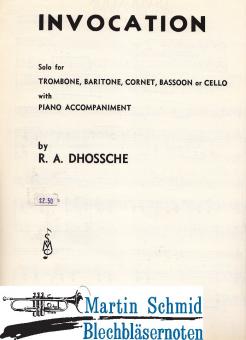 INVOCATION
Solo for
TROMBONE, BARITONE, CORNET, BASSOON or CELLO
with
PIANO ACCOMPANIMENT
by
R. A. DHOSSCHE
$2.50
Martin Schmid
Blechbläsernoten